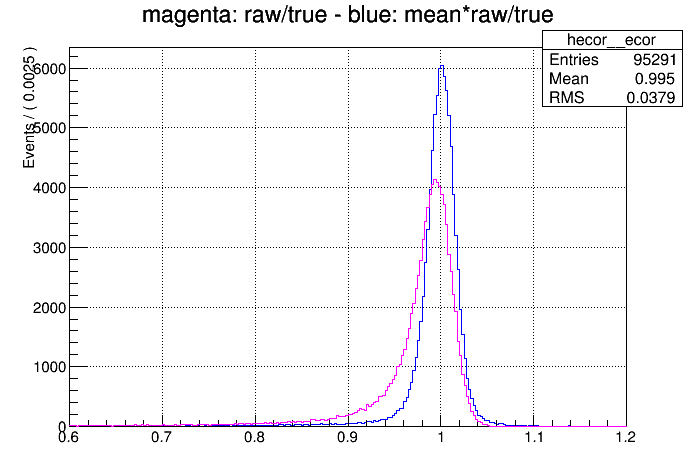 magenta: raw/true - blue: mean*raw/true
hecor__ecor
Entries 95291
Mean 0.995
RMS 0.0379
Events / ( 0.0025 )
6000
5000
4000
3000
2000
1000
0
0.6 0.7 0.8 0.9 1 1.1 1.2